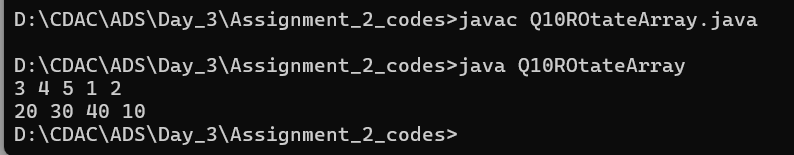 D:\CDAC\ADS\Day_3\Assignment_2_codes>javac Q10ROtateArray.java
D:\CDAC\ADS\Day_3\Assignment_2_codes>java Q10ROtateArray
3 4 5 1 2
20 30 40 10
D:\CDAC\ADS\Day_3\Assignment_2_codes>